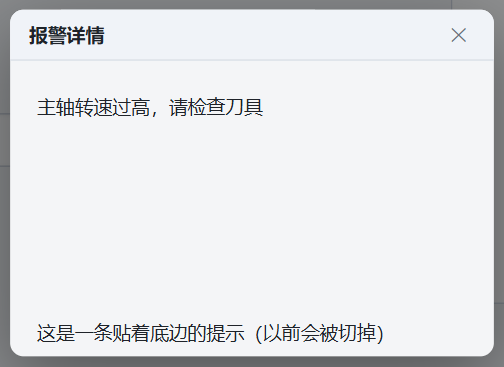 报警详情
主轴转速过高，请检查刀具
这是一条贴着底边的提示（以前会被切掉）